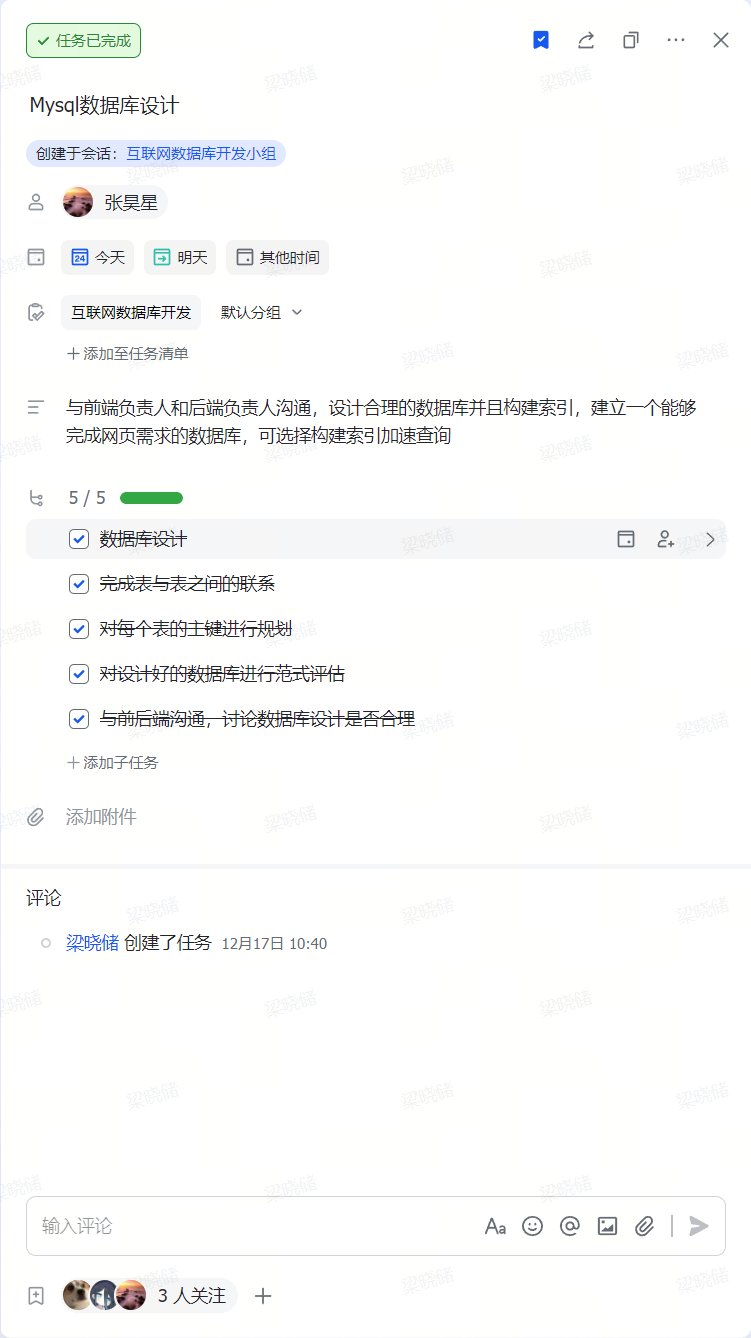 任务已完成
Mysql数据库设计
创建于会话：互联网数据库开发小组
张昊星
24 今天 明天 其他时间
互联网数据库开发 默认分组
添加至任务清单
与前端负责人和后端负责人沟通，设计合理的数据库并且构建索引，建立一个能够
完成网页需求的数据库，可选择构建索引加速查询
5 / 5
数据库设计
完成表与表之间的联系
对每个表的主键进行规划
对设计好的数据库进行范式评估
与前后端沟通，讨论数据库设计是否合理
添加子任务
添加附件
评论
梁晓储 创建了任务 12月17日 10:40
输入评论
Aa
3 人关注
梁晓储